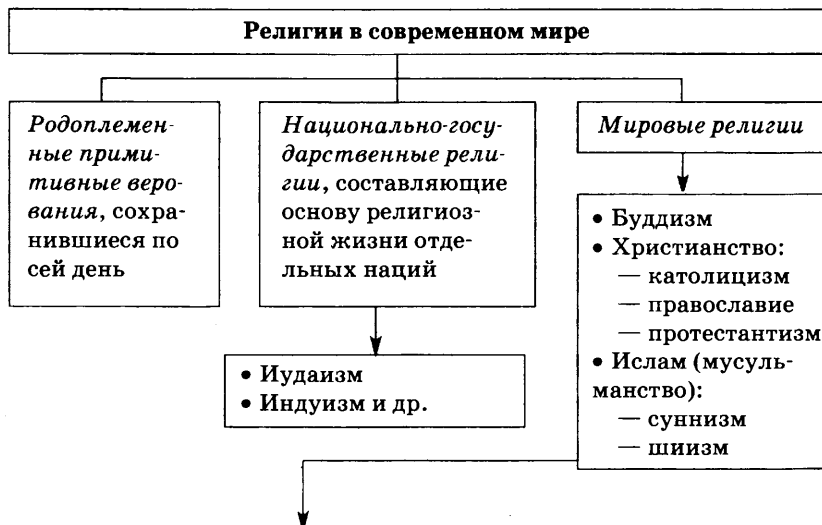 Религии в современном мире
Родоплемен-
ные прими-
тивные веро-
вания, сохра-
нившиеся по
сей день
Национально-госу-
дарственные рели-
гии, составляющие
основу религиоз-
ной жизни отде-
льных наций
• Иудаизм
• Индуизм и др.
Мировые религии
• Буддизм
• Христианство:
— католицизм
— православие
— протестантизм
• Ислам (мусуль-
манство):
— суннизм
— шиизм